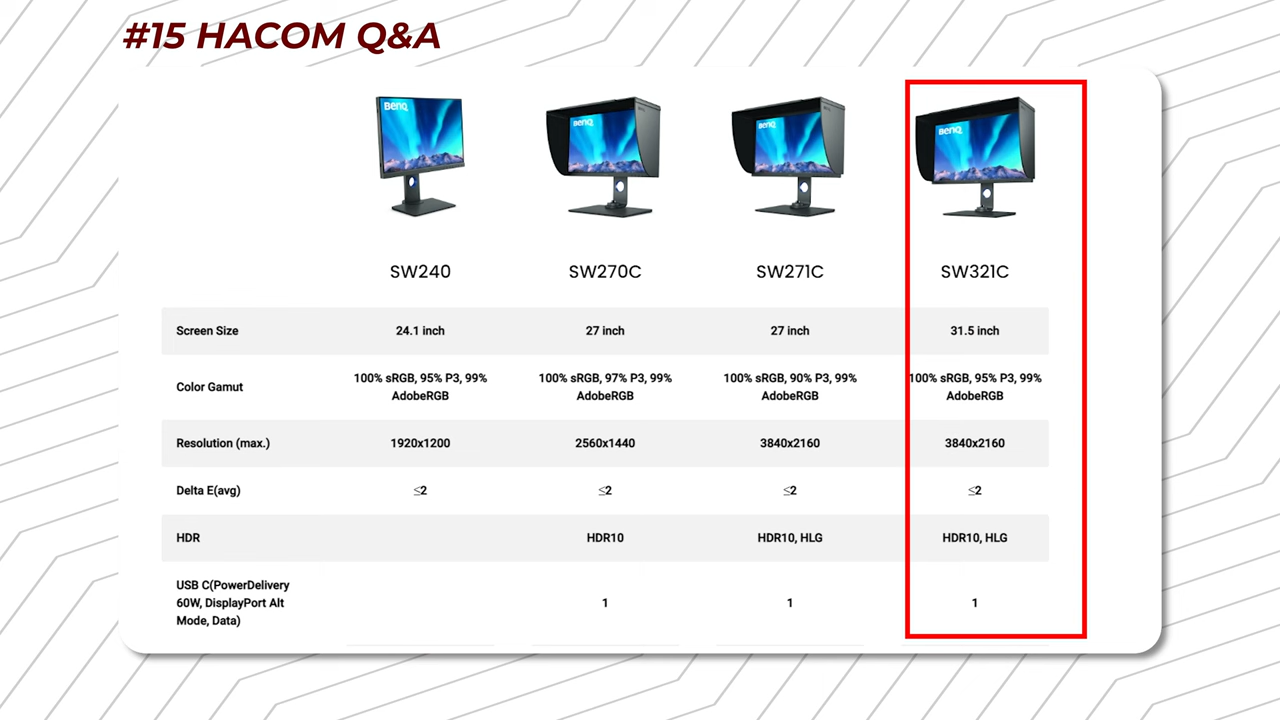 #15 HACOM Q&A
BenQ BenQ BenQ BenQ
SW240 SW270C SW271C SW321C
Screen Size 24.1 inch 27 inch 27 inch 31.5 inch
100% sRGB, 95% P3, 99% 100% sRGB, 97% P3, 99% 100% sRGB, 90% P3, 99% 100% sRGB, 95% P3, 99%
Color Gamut
AdobeRGB AdobeRGB AdobeRGB AdobeRGB
Resolution (max.) 1920x1200 2560x1440 3840x2160 3840x2160
Delta E(avg) ≤2 ≤2 ≤2 ≤2
HDR HDR10 HDR10, HLG HDR10, HLG
USB C(PowerDelivery
60W, DisplayPort Alt 1 1 1
Mode, Data)